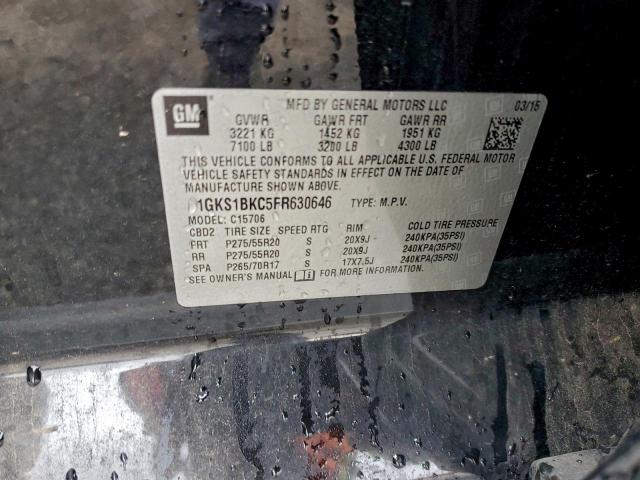 GM
MFD BY GENERAL MOTORS LLC 03/15
GVWR GAWR FRT GAWR RR
3221 KG 1452 KG 1951 KG
7100 LB 3200 LB 4300 LB
THIS VEHICLE CONFORMS TO ALL APPLICABLE U.S. FEDERAL MOTOR
VEHICLE SAFETY STANDARDS IN EFFECT ON THE DATE OF
MANUFACTURE SHOWN ABOVE.
1GKS1BKC5FR630646 TYPE: M.P.V.
MODEL: C15706
CBD2 TIRE SIZE SPEED RTG RIM COLD TIRE PRESSURE
FRT P275/55R20 S 20X9J 240KPA(35PSI)
RR P275/55R20 S 20X9J 240KPA(35PSI)
SPA P265/70R17 S 17X7.5J 240KPA(35PSI)
SEE OWNER'S MANUAL FOR MORE INFORMATION.